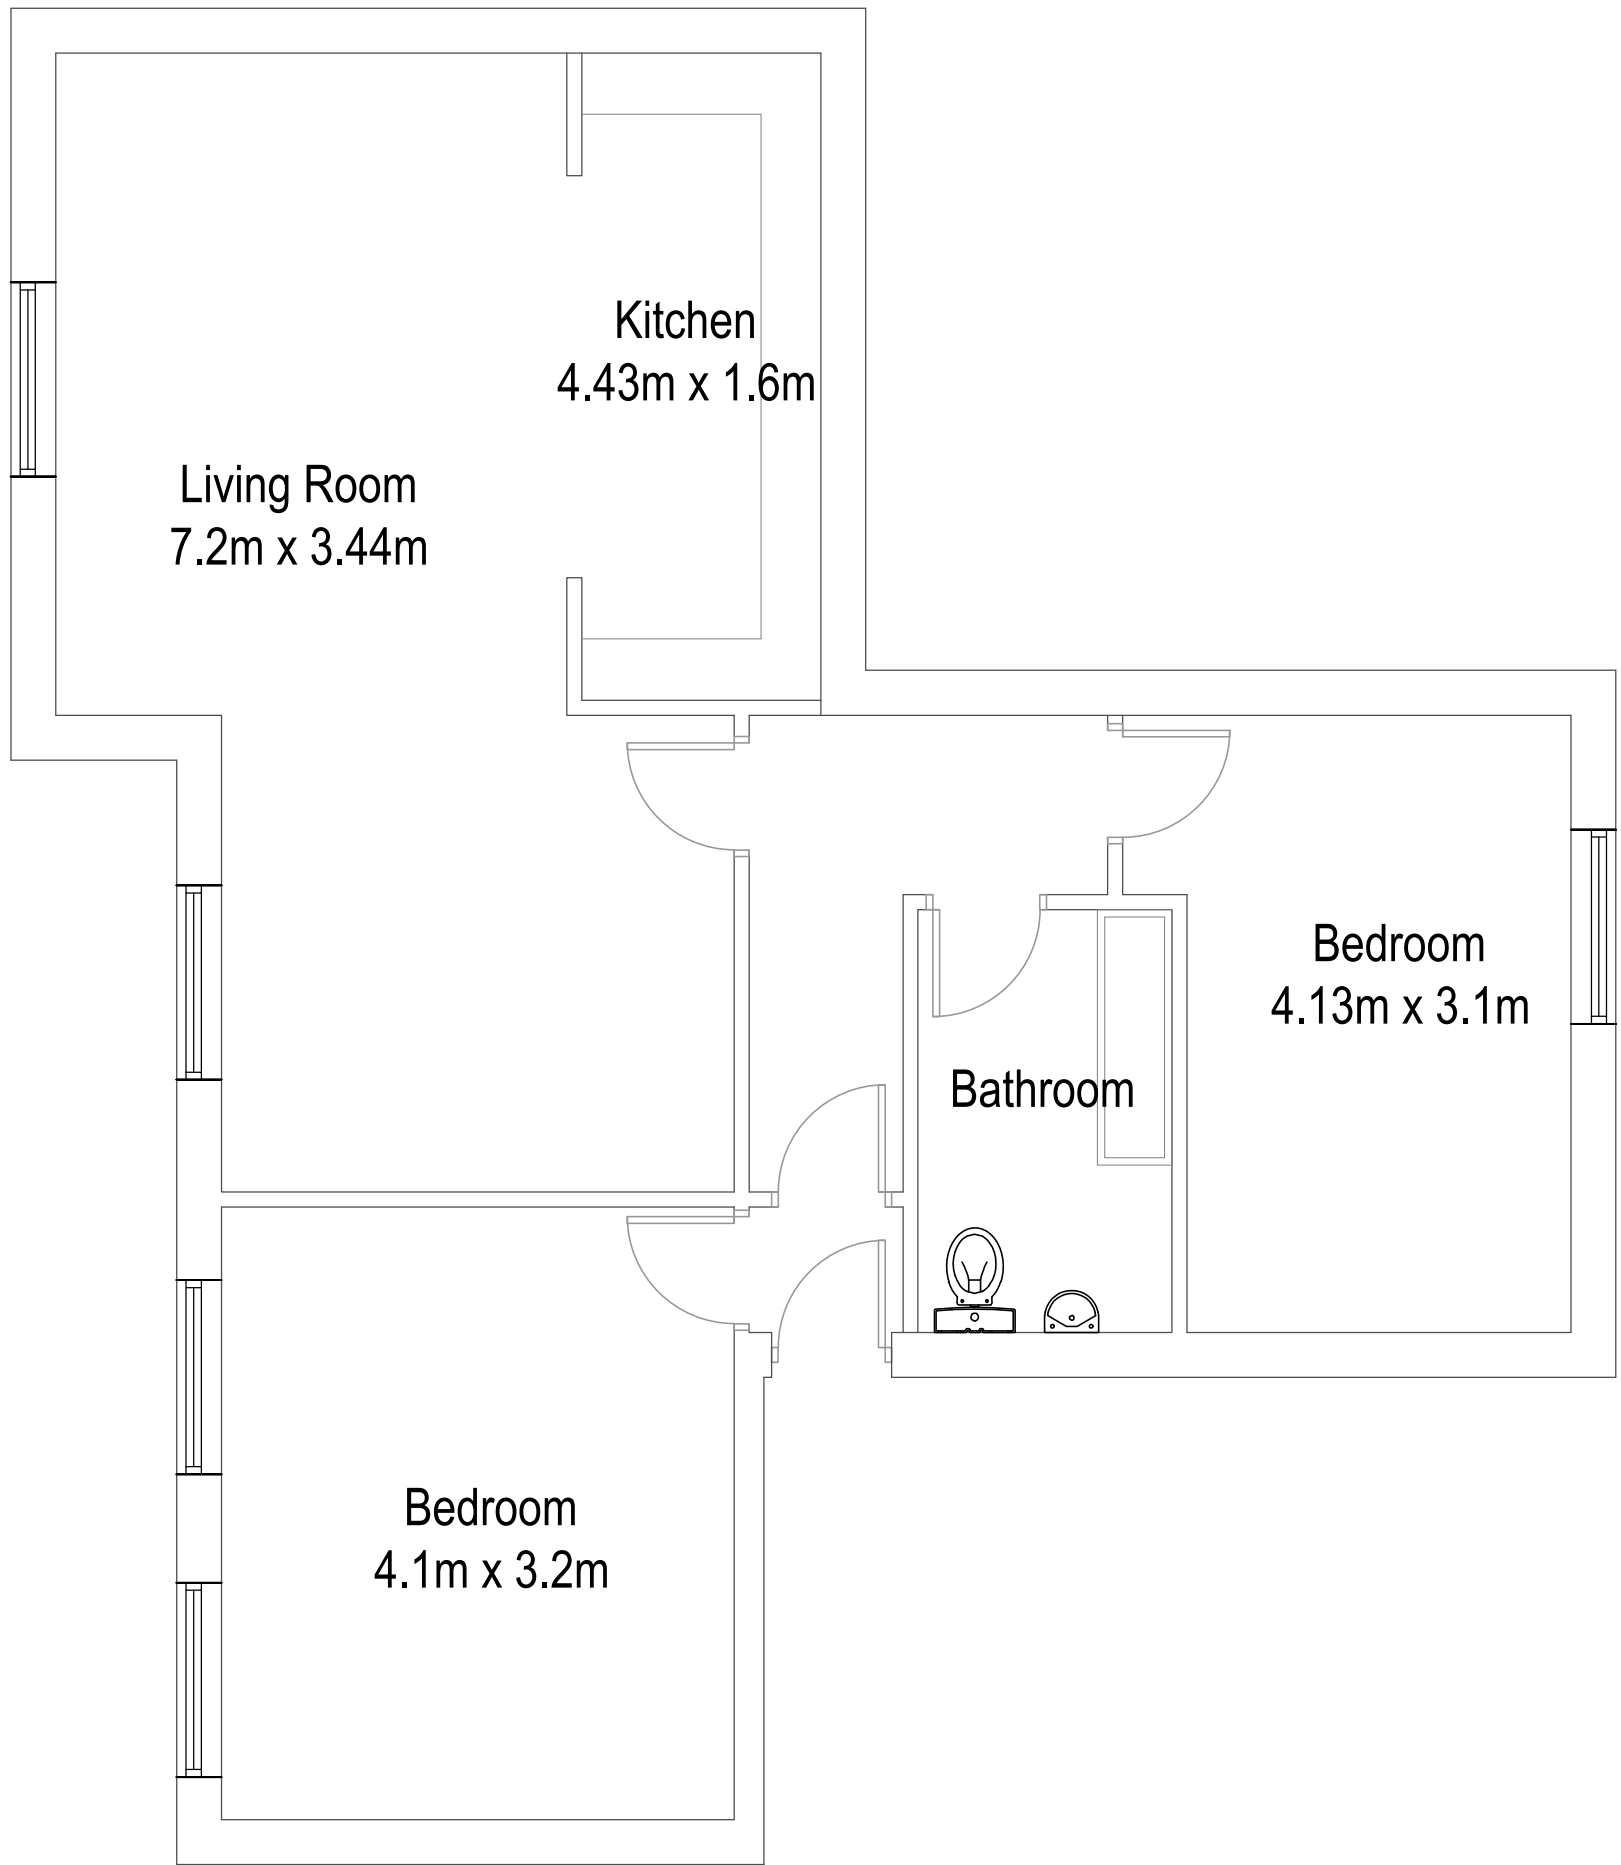 Kitchen
4.43m x 1.6m
Living Room
7.2m x 3.44m
Bedroom
4.13m x 3.1m
Bathroom
Bedroom
4.1m x 3.2m